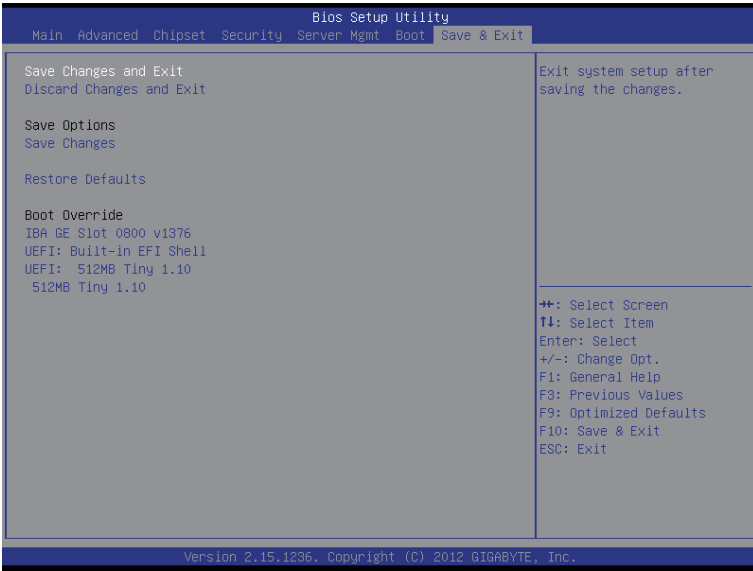 Bios Setup Utility
Main Advanced Chipset Security Server Mgmt Boot Save & Exit
Save Changes and Exit
Discard Changes and Exit
Save Options
Save Changes
Restore Defaults
Boot Override
IBA GE Slot 0800 v1376
UEFI: Built-in EFI Shell
UEFI: 512MB Tiny 1.10
512MB Tiny 1.10
Exit system setup after
saving the changes.
→←: Select Screen
↑↓: Select Item
Enter: Select
+/-: Change Opt.
F1: General Help
F3: Previous Values
F9: Optimized Defaults
F10: Save & Exit
ESC: Exit
Version 2.15.1236. Copyright (C) 2012 GIGABYTE, Inc.